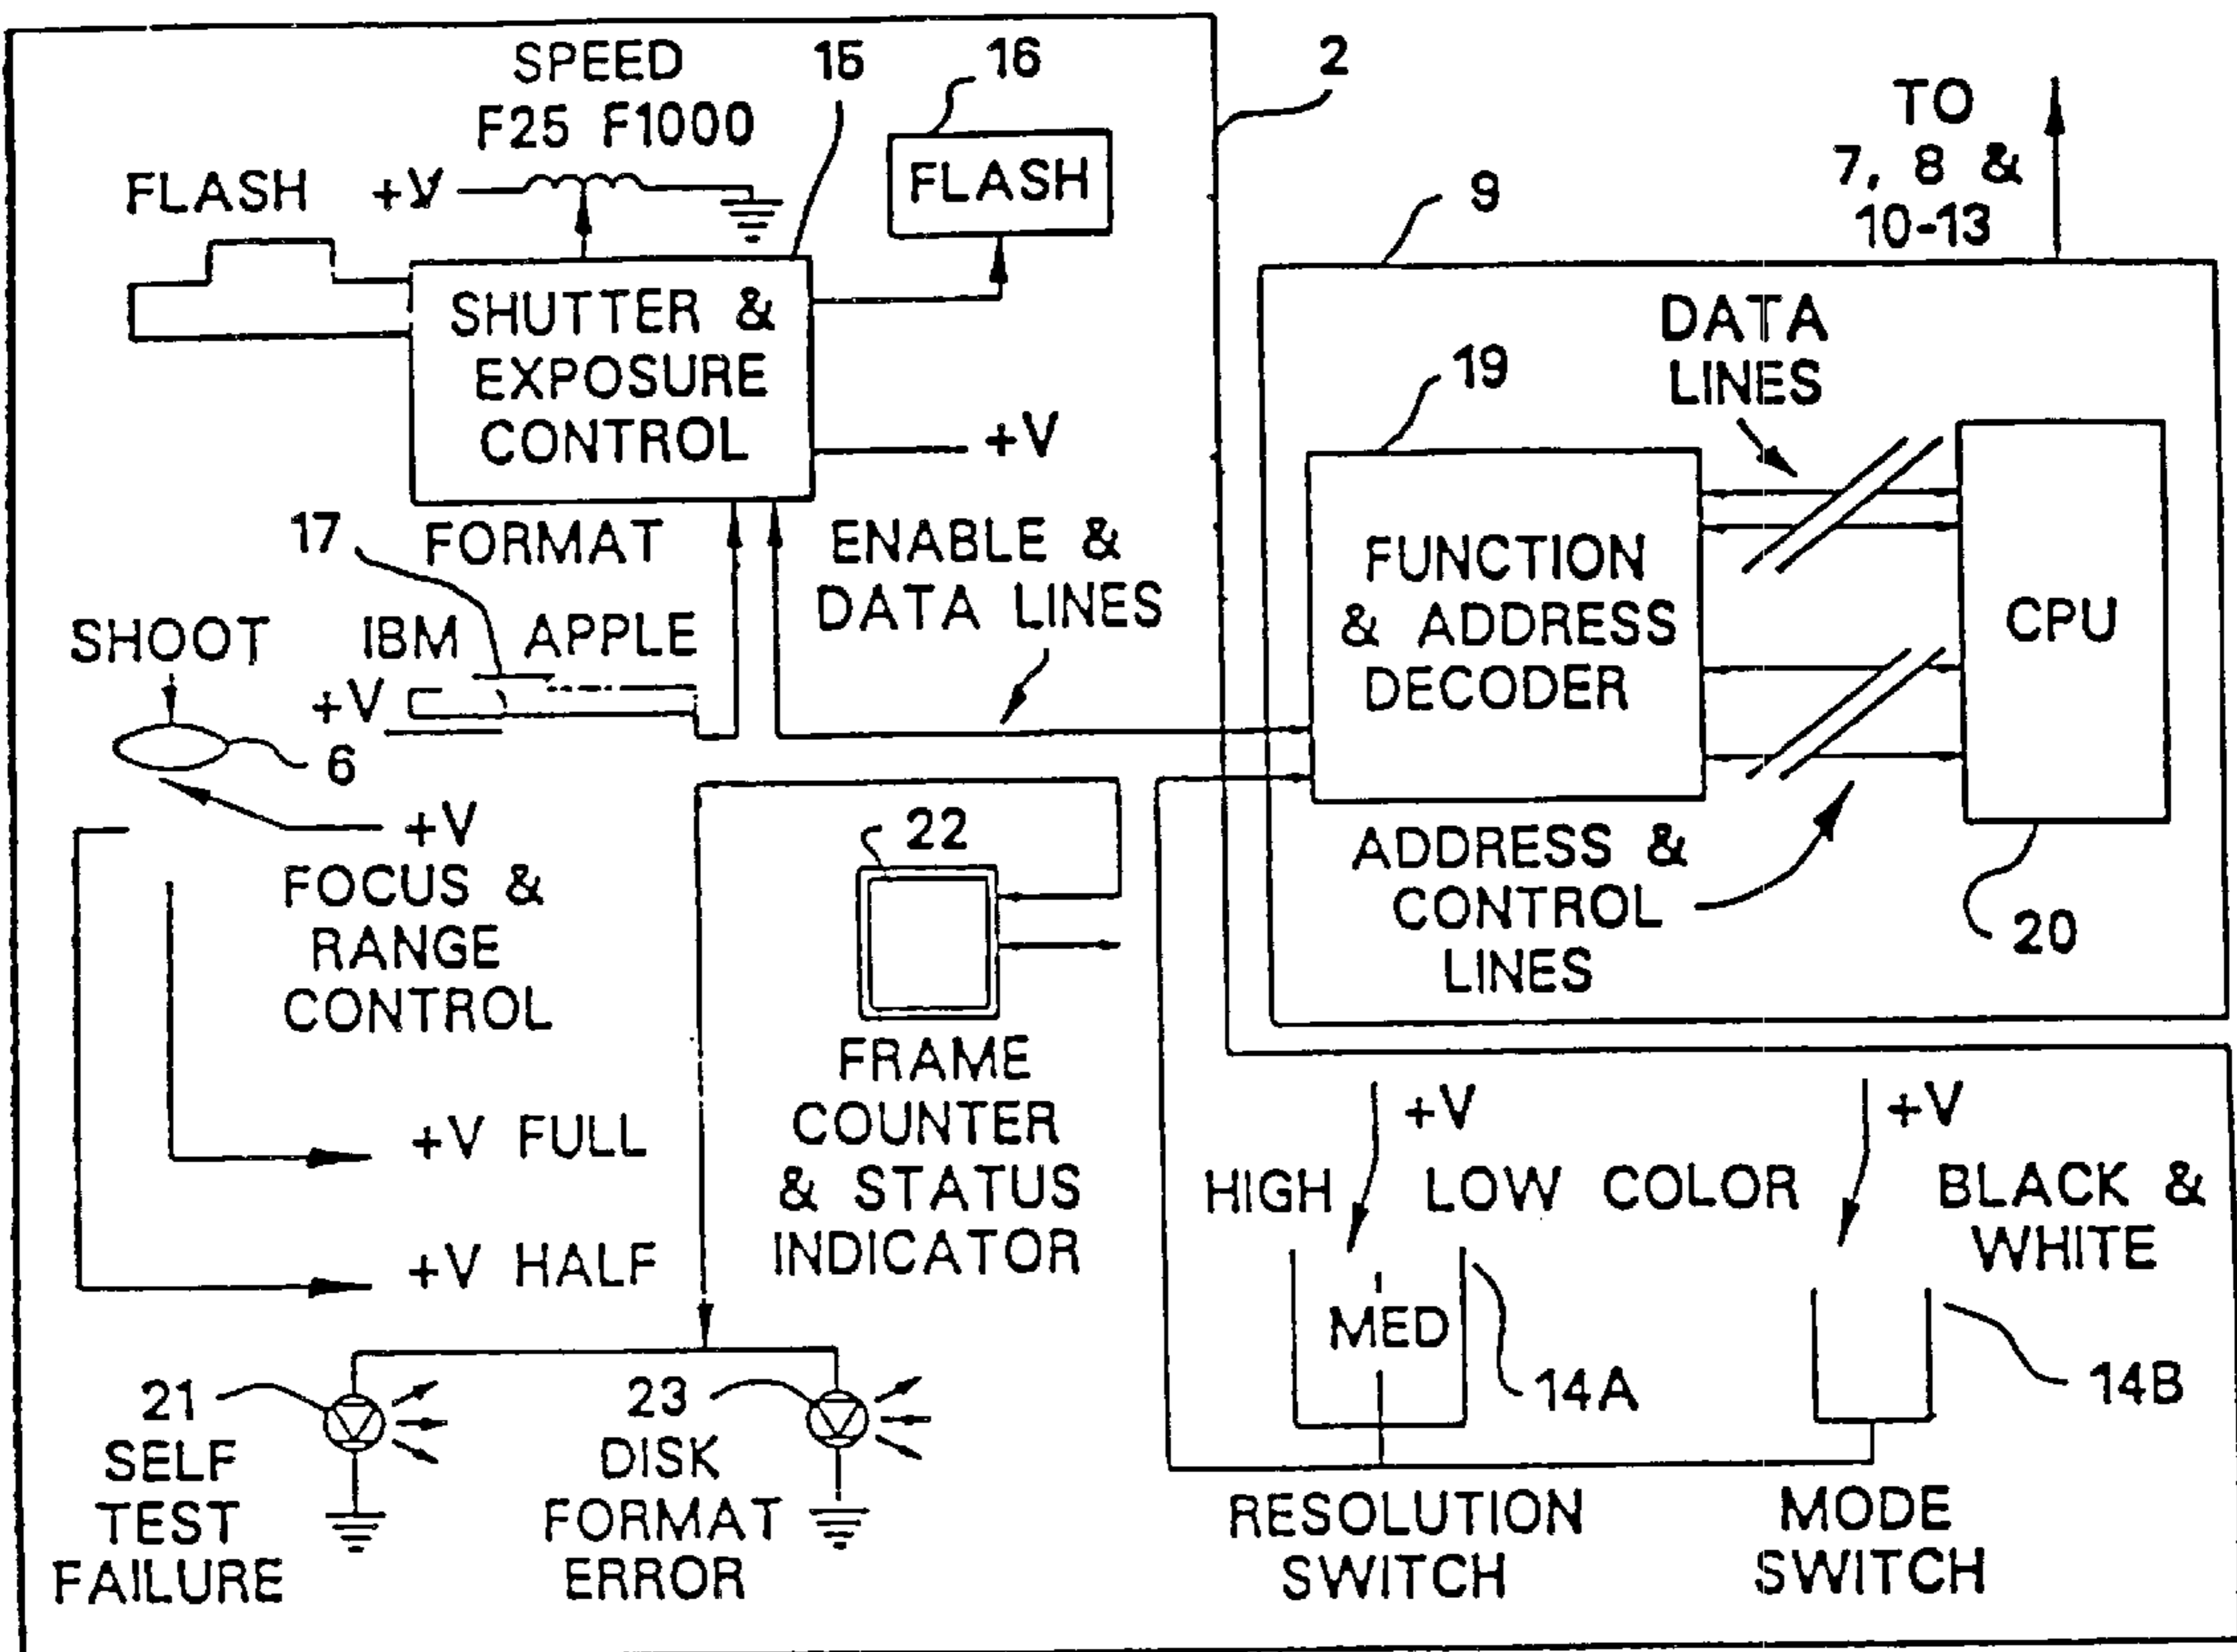 SPEED
F25 F1000
15
16
2
FLASH
+V
FLASH
SHUTTER &
EXPOSURE
CONTROL
+V
TO
7, 8 &
10-13
9
DATA
LINES
19
FUNCTION
& ADDRESS
DECODER
CPU
ADDRESS &
CONTROL
LINES
20
17
FORMAT
IBM APPLE
+V
ENABLE &
DATA LINES
SHOOT
6
+V
FOCUS &
RANGE
CONTROL
+V FULL
+V HALF
22
FRAME
COUNTER
& STATUS
INDICATOR
21
SELF
TEST
FAILURE
23
DISK
FORMAT
ERROR
+V
HIGH
LOW
MED
14A
RESOLUTION
SWITCH
+V
COLOR
BLACK &
WHITE
14B
MODE
SWITCH